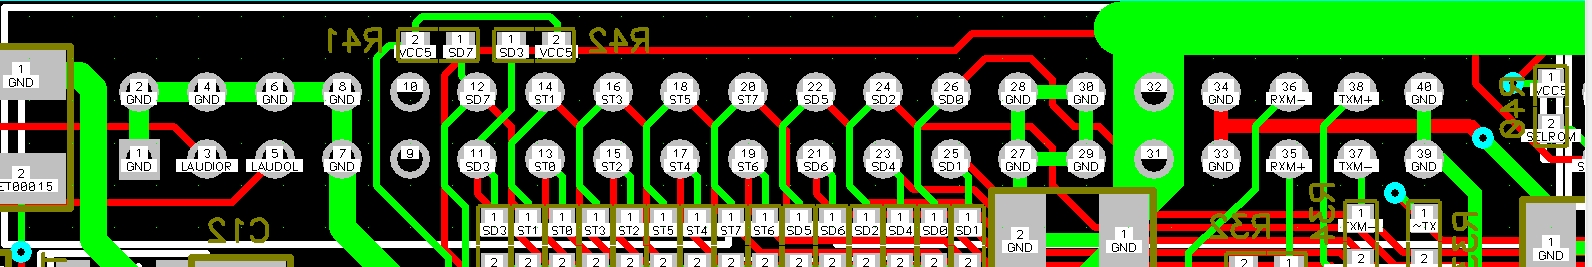 R41 2 VCC5 1 SD7 1 SD3 2 VCC5 R42
1 GND
2 GND 4 GND 6 GND 8 GND 10 12 SD7 14 ST1 16 ST3 18 ST5 20 ST7 22 SD5 24 SD2 26 SD0 28 GND 30 GND 32 34 GND 36 RXM- 38 TXM+ 40 GND R40 1 VCC5
1 GND 3 LAUDIOR 5 LAUDOL 7 GND 9 11 SD3 13 ST0 15 ST2 17 ST4 19 ST6 21 SD6 23 SD4 25 SD1 27 GND 29 GND 31 33 GND 35 RXM+ 37 TXM- 39 GND 2 SELROM
2 ET00015
C12 1 SD3 1 ST1 1 ST0 1 ST3 1 ST2 1 ST5 1 ST4 1 ST7 1 ST6 1 SD5 1 SD6 1 SD2 1 SD4 1 SD0 1 SD1 2 GND 1 GND R32 1 TXM- 1 ~TX 1 GND
2 2 2 2 2 2 2 2 2 2 2 2 2 2 2 2 1 2 2